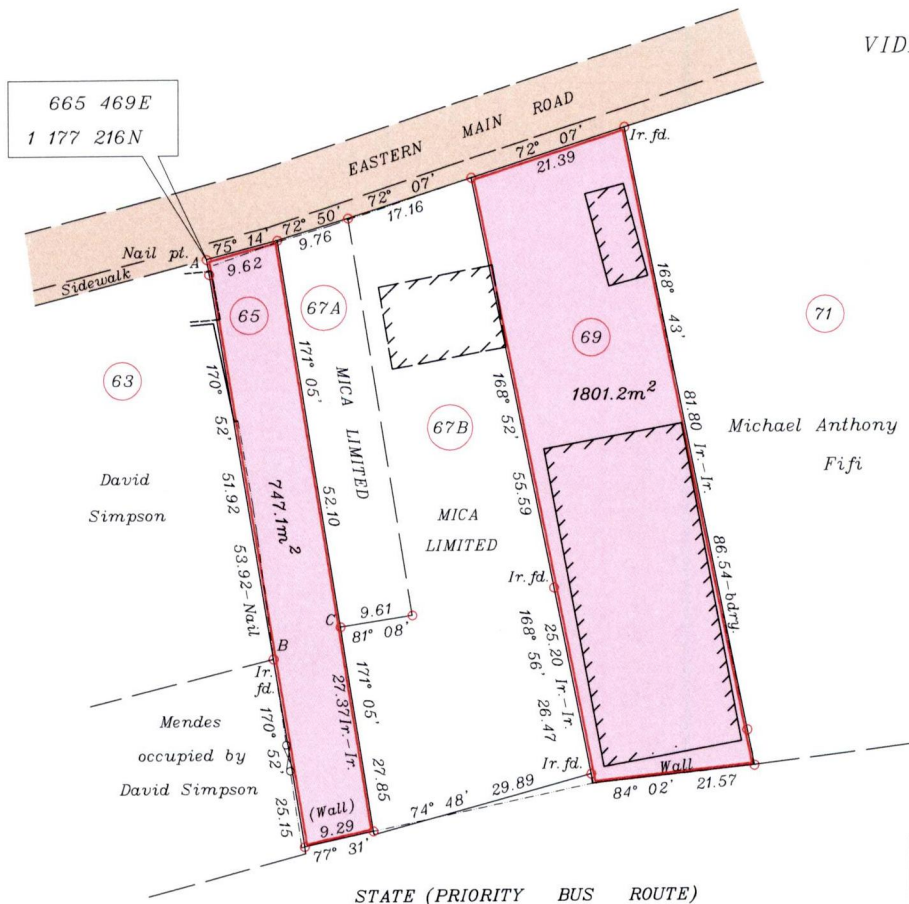 VID
665 469E
1 177 216N
EASTERN MAIN ROAD
72° 07'
21.39
Ir. fd.
72° 07'
17.16
72° 50'
9.76
75° 14'
9.62
Nail pt.
A
Sidewalk
65
67A
69
71
63
67B
171° 05'
52.10
MICA LIMITED
168° 52'
55.59
168° 43'
81.80 Ir.-Ir.
86.54-bdry.
1801.2m²
Michael Anthony
Fifi
170° 52'
51.92
53.92-Nail
747.1m²
David
Simpson
MICA
LIMITED
Ir. fd.
9.61
81° 08'
C
B
Ir.
fd.
25.20 Ir.-Ir.
168° 56'
26.47
171° 05'
27.37Ir.-Ir.
27.85
Mendes
occupied by
David Simpson
170° 52'
25.15
Ir. fd.
Wall
84° 02'
21.57
29.89
74° 48'
(Wall)
9.29
77° 31'
STATE (PRIORITY BUS ROUTE)